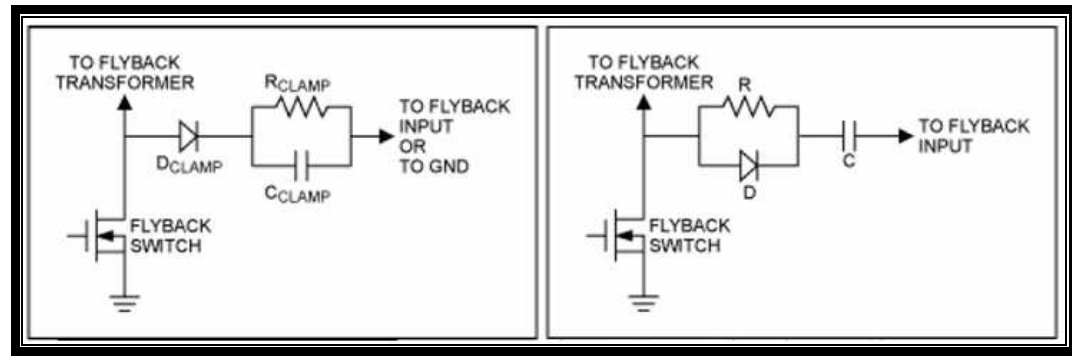 TO FLYBACK
TRANSFORMER
RCLAMP
TO FLYBACK
INPUT
OR
TO GND
DCLAMP
CCLAMP
FLYBACK
SWITCH
TO FLYBACK
TRANSFORMER
R
TO FLYBACK
INPUT
C
D
FLYBACK
SWITCH